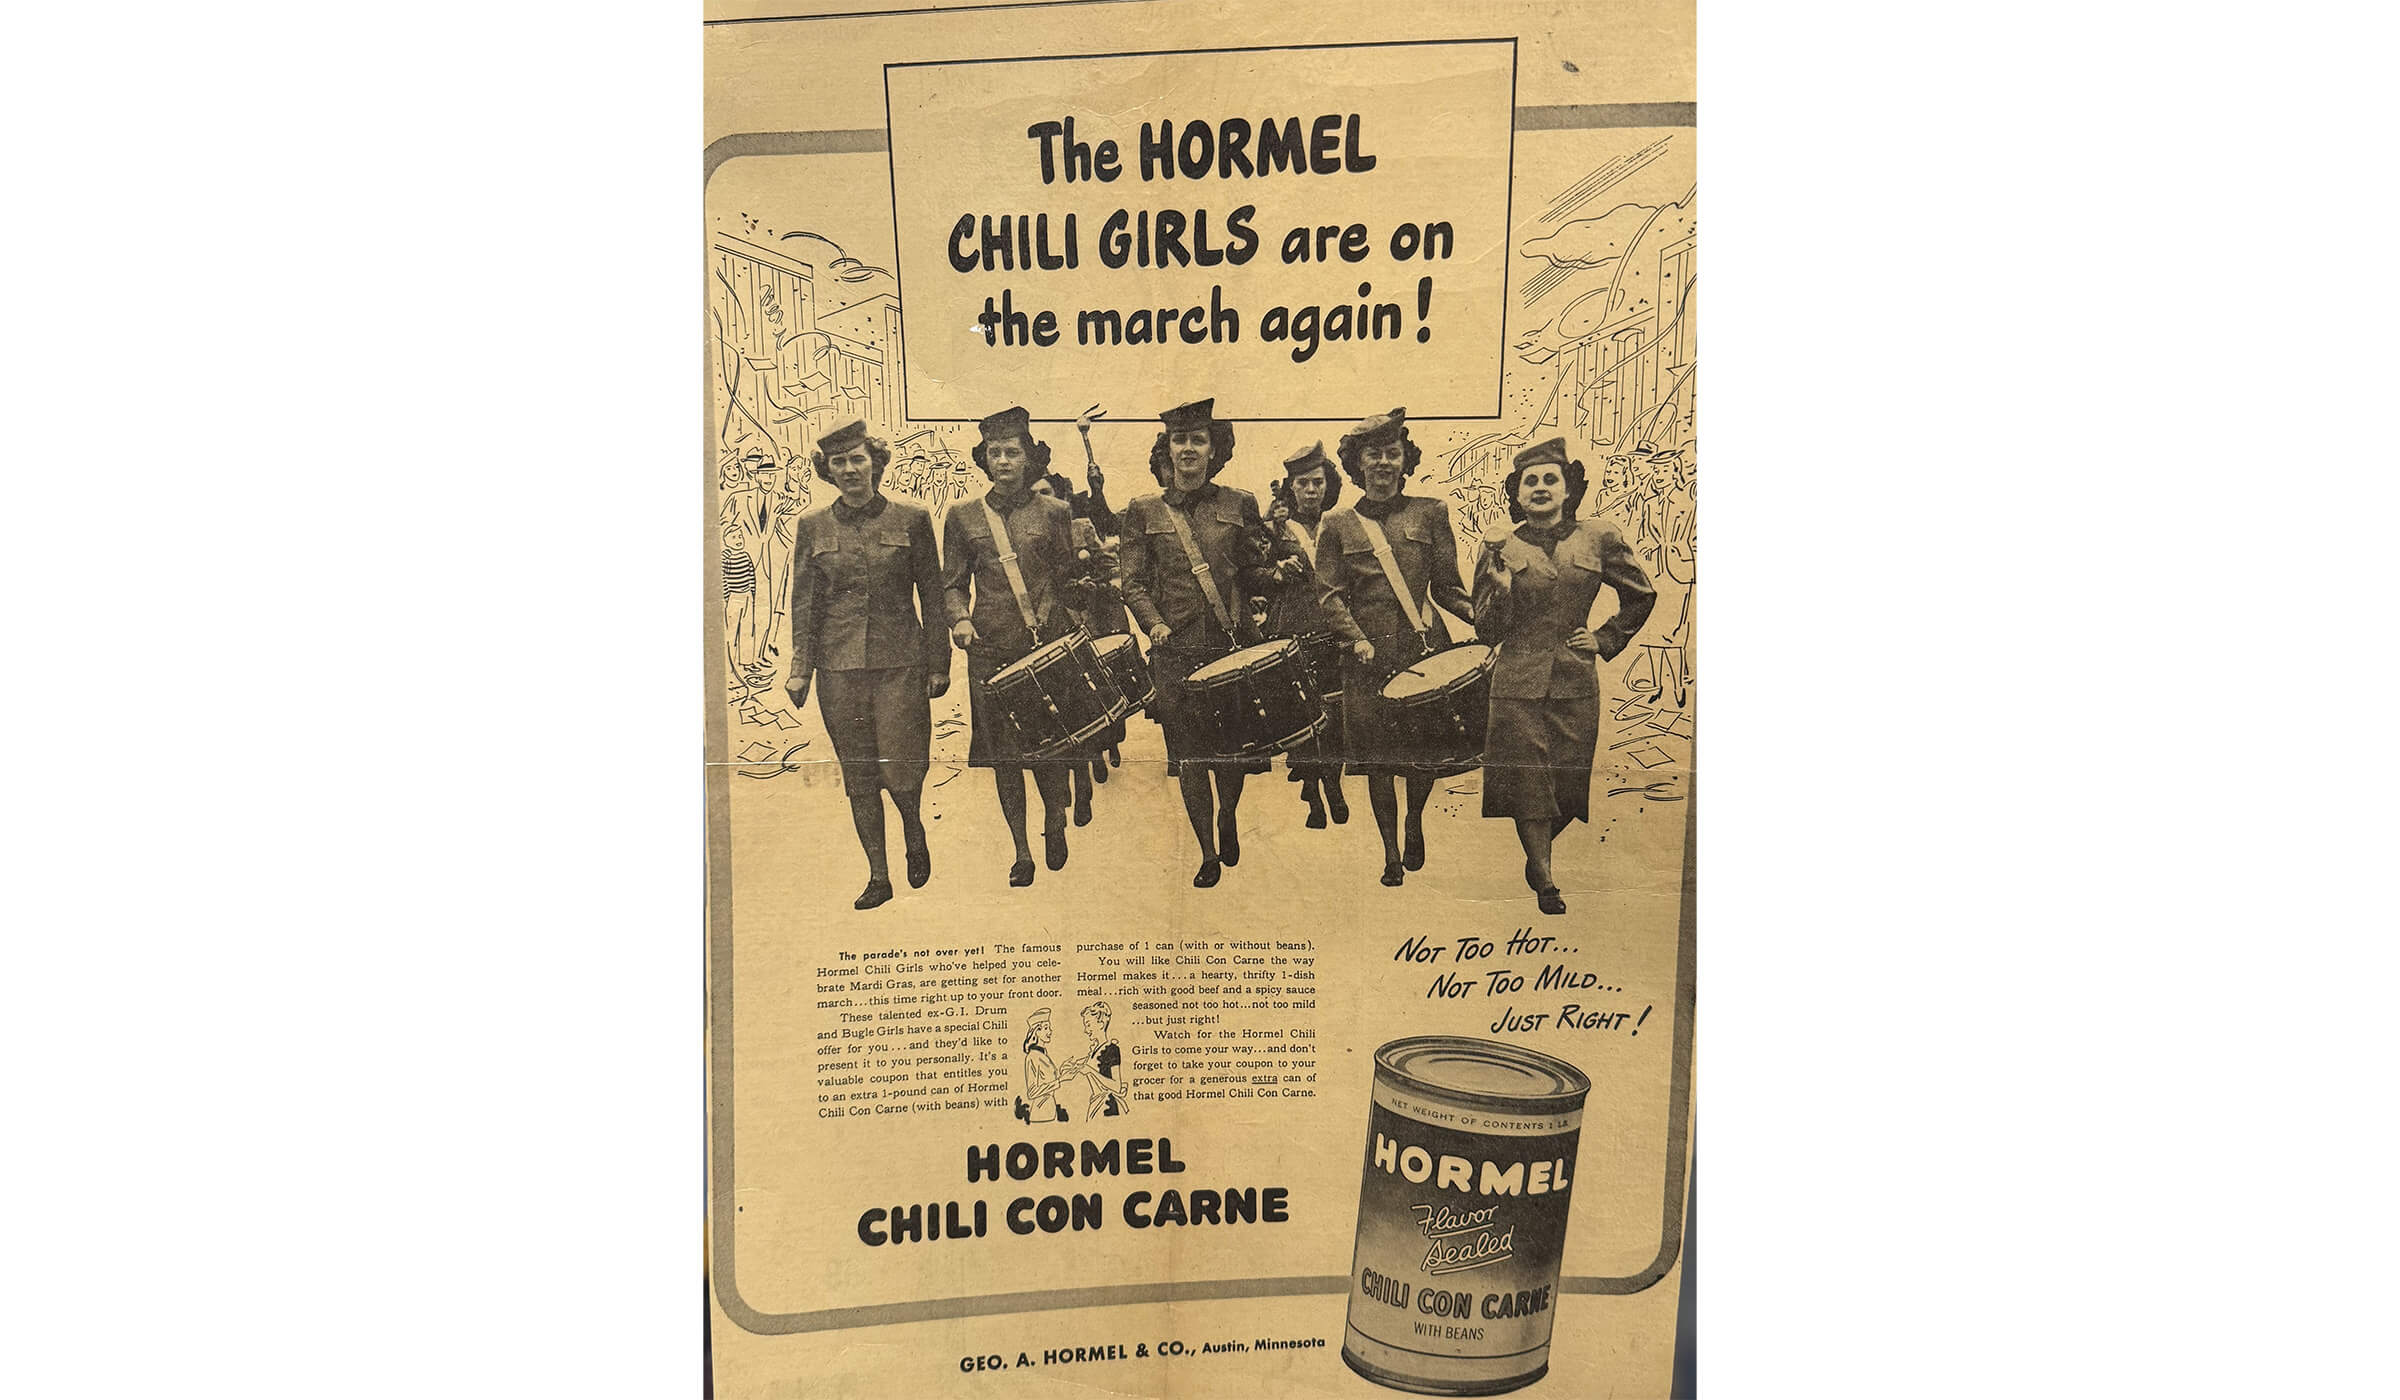 The HORMEL
CHILI GIRLS are on
the march again!
The parade's not over yet! The famous
Hormel Chili Girls who've helped you cele-
brate Mardi Gras, are getting set for another
march...this time right up to your front door.
These talented ex-G.I. Drum
and Bugle Girls have a special Chili
offer for you...and they'd like to
present it to you personally. It's a
valuable coupon that entitles you
to an extra 1-pound can of Hormel
Chili Con Carne (with beans) with
purchase of 1 can (with or without beans).
You will like Chili Con Carne the way
Hormel makes it...a hearty, thrifty 1-dish
meal...rich with good beef and a spicy sauce
seasoned not too hot...not too mild
...but just right!
Watch for the Hormel Chili
Girls to come your way...and don't
forget to take your coupon to your
grocer for a generous extra can of
that good Hormel Chili Con Carne.
NOT TOO HOT...
NOT TOO MILD...
JUST RIGHT!
HORMEL
CHILI CON CARNE
NET WEIGHT OF CONTENTS 1 LB.
HORMEL
Flavor
Sealed
CHILI CON CARNE
WITH BEANS
GEO. A. HORMEL & CO., Austin, Minnesota